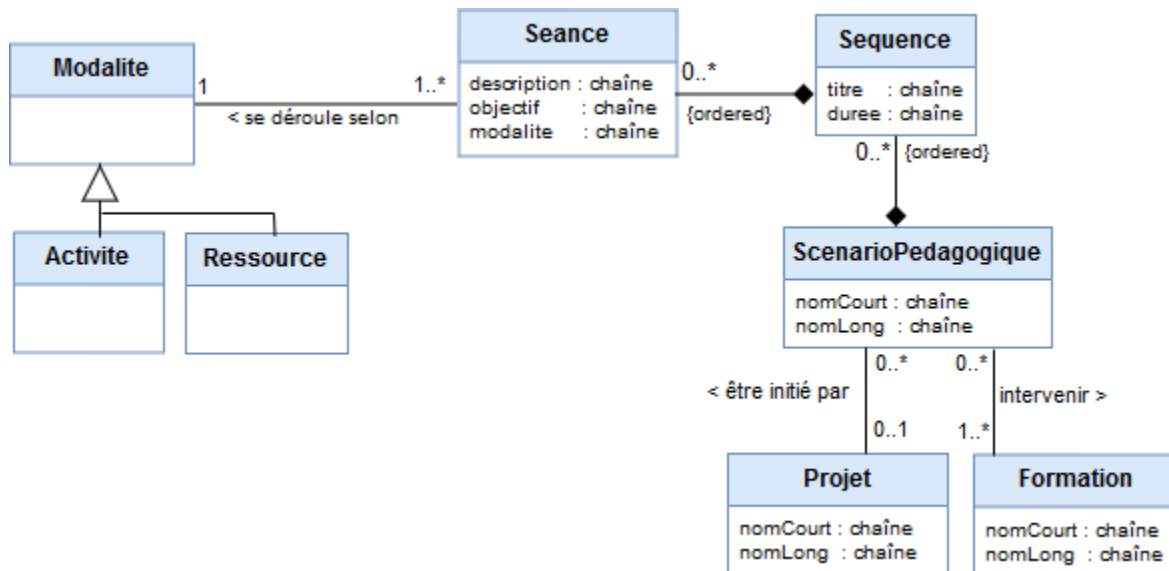 Modalite
1
1..*
< se déroule selon
Seance
description : chaîne
objectif : chaîne
modalite : chaîne
0..*
{ordered}
Sequence
titre : chaîne
duree : chaîne
0..*
{ordered}
Activite
Ressource
ScenarioPedagogique
nomCourt : chaîne
nomLong : chaîne
0..*
0..*
< être initié par
intervenir >
0..1
1..*
Projet
nomCourt : chaîne
nomLong : chaîne
Formation
nomCourt : chaîne
nomLong : chaîne